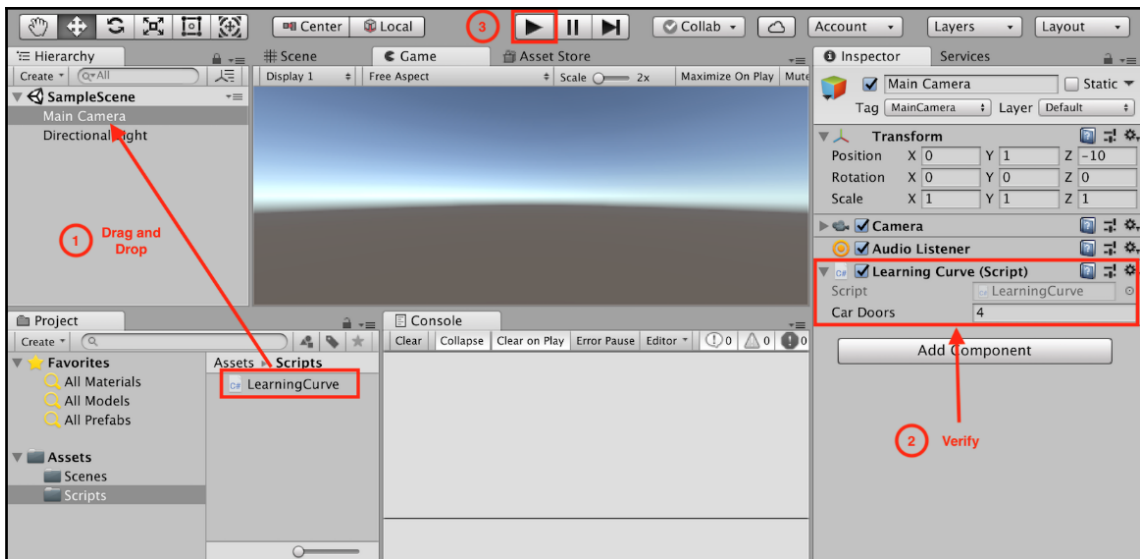 Center Local 3 Collab Account Layers Layout
Hierarchy
Create All
SampleScene
Main Camera
Directional Light
1 Drag and
Drop
Scene Game Asset Store
Display 1 Free Aspect Scale 2x Maximize On Play Mute
Inspector Services
Main Camera Static
Tag MainCamera Layer Default
Transform
Position X 0 Y 1 Z -10
Rotation X 0 Y 0 Z 0
Scale X 1 Y 1 Z 1
Camera
Audio Listener
C# Learning Curve (Script)
Script LearningCurve
Car Doors 4
Add Component
2 Verify
Project
Create
Favorites
All Materials
All Models
All Prefabs
Assets
Scenes
Scripts
Assets Scripts
C# LearningCurve
Console
Clear Collapse Clear on Play Error Pause Editor 0 0 0